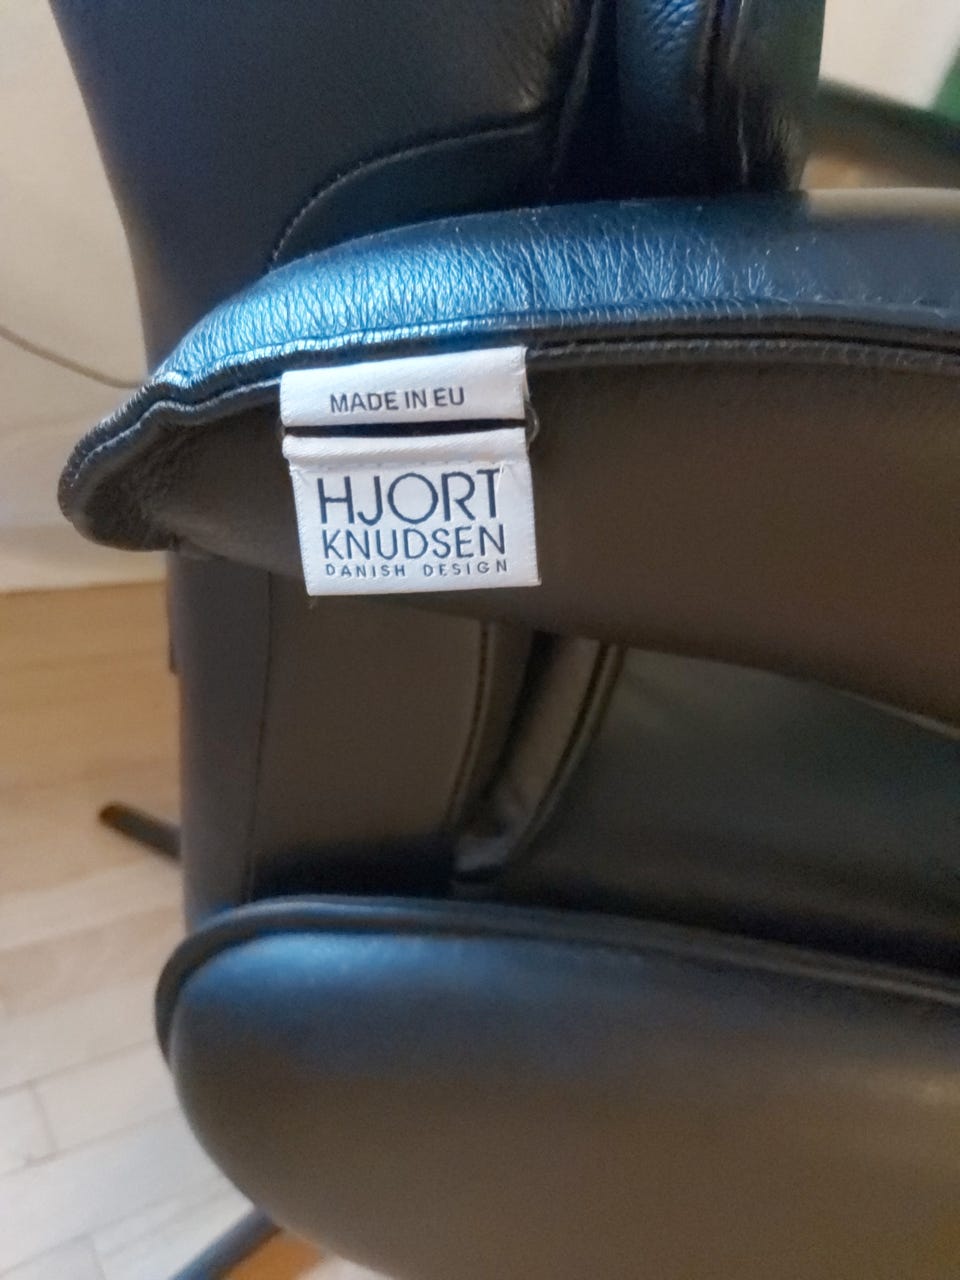 MADE IN EU
HJORT
KNUDSEN
DANISH DESIGN